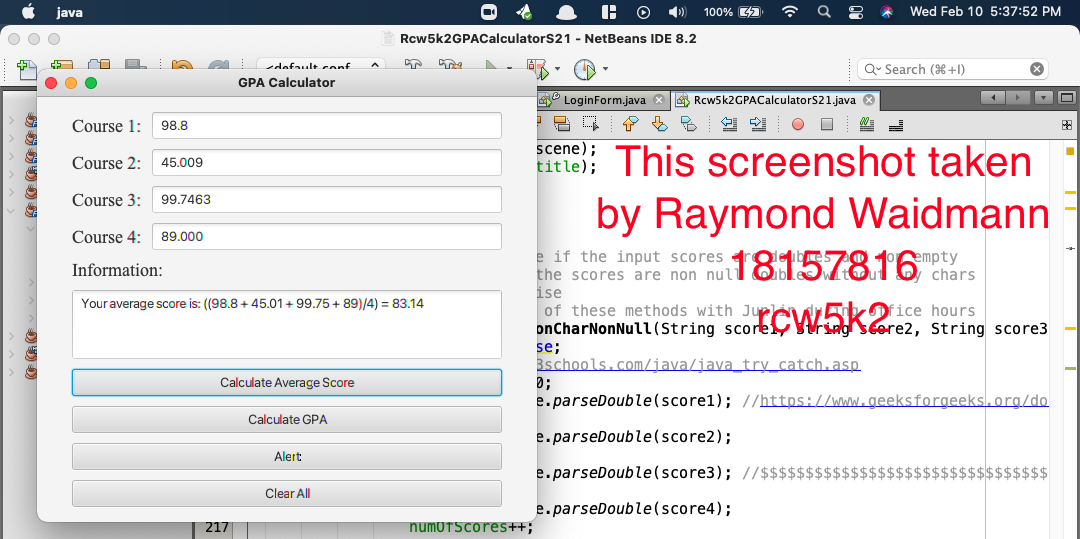 java
100%
Wed Feb 10 5:37:52 PM
Rcw5k2GPACalculatorS21 - NetBeans IDE 8.2
<default conf...
Search (⌘+I)
GPA Calculator
Course 1: 98.8
Course 2: 45.009
Course 3: 99.7463
Course 4: 89.000
Information:
Your average score is: ((98.8 + 45.01 + 99.75 + 89)/4) = 83.14
Calculate Average Score
Calculate GPA
Alert
Clear All
LoginForm.java
Rcw5k2GPACalculatorS21.java
scene);
title);
This screenshot taken
by Raymond Waidmann
18157816
rcw5k2
e if the input scores are doubles and non empty
the scores are non null doubles without any chars
ise
of these methods with Junlin during office hours
onCharNonNull(String score1, String score2, String score3
se;
3schools.com/java/java_try_catch.asp
0;
e.parseDouble(score1); //https://www.geeksforgeeks.org/do
e.parseDouble(score2);
e.parseDouble(score3); //$$$$$$$$$$$$$$$$$$$$$$$$$$$$$$$$
e.parseDouble(score4);
217 numOfScores++;